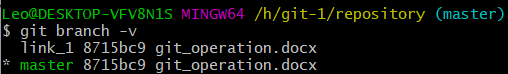 Leo@DESKTOP-VFV8N1S MINGW64 /h/git-1/repository (master)
$ git branch -v
  link_1 8715bc9 git_operation.docx
* master 8715bc9 git_operation.docx